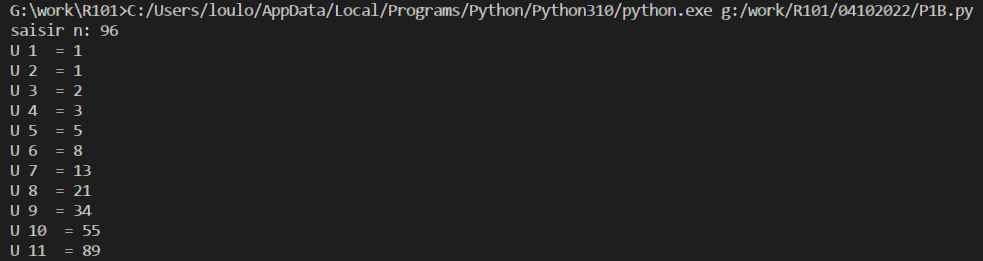 G:\work\R101>C:/Users/loulo/AppData/Local/Programs/Python/Python310/python.exe g:/work/R101/04102022/P1B.py
saisir n: 96
U 1  = 1
U 2  = 1
U 3  = 2
U 4  = 3
U 5  = 5
U 6  = 8
U 7  = 13
U 8  = 21
U 9  = 34
U 10  = 55
U 11  = 89